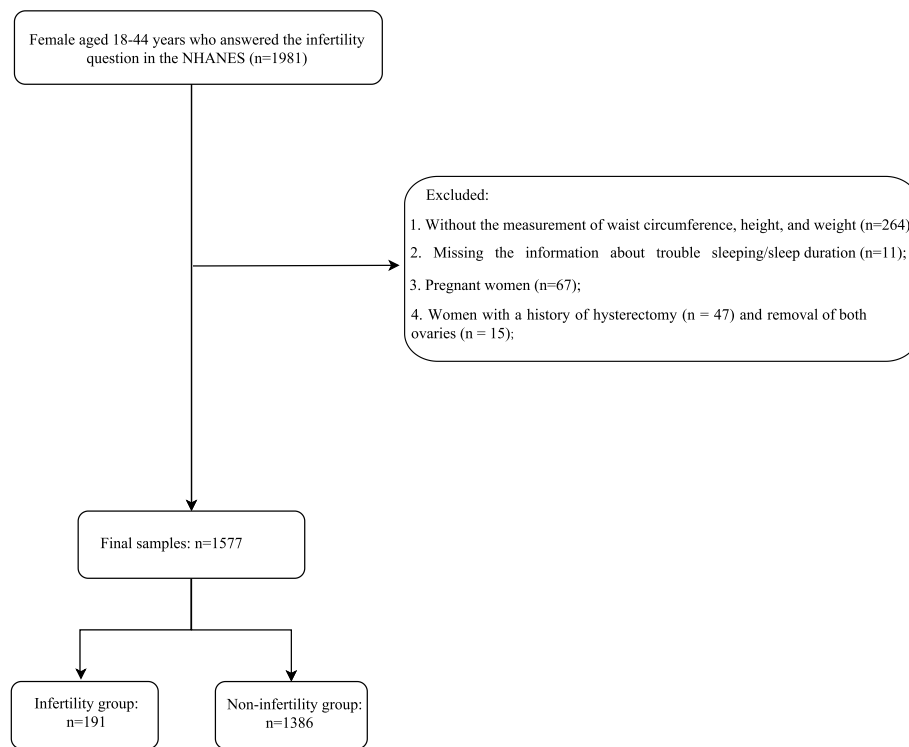 Female aged 18-44 years who answered the infertility
question in the NHANES (n=1981)
Excluded:
1. Without the measurement of waist circumference, height, and weight (n=264)
2. Missing the information about trouble sleeping/sleep duration (n=11);
3. Pregnant women (n=67);
4. Women with a history of hysterectomy (n = 47) and removal of both
ovaries (n = 15);
Final samples: n=1577
Infertility group:
n=191
Non-infertility group:
n=1386